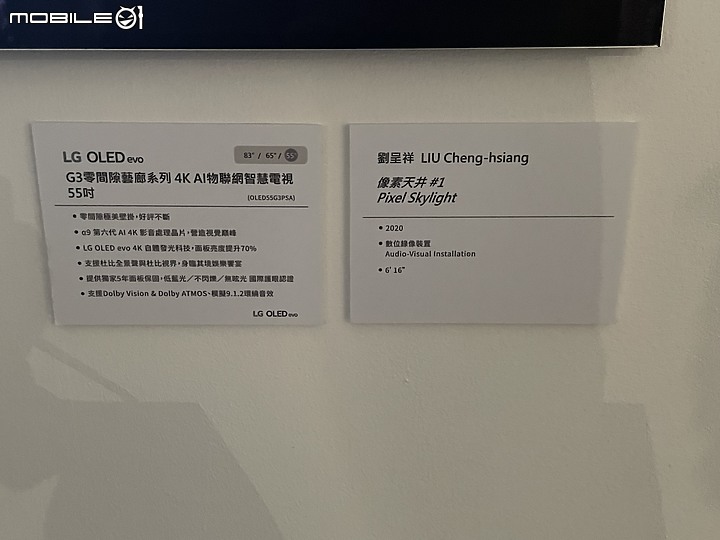 MOBILE01
LG OLED evo
83" / 65" / 55"
G3零間隙藝廊系列 4K AI物聯網智慧電視
55吋
(OLED55G3PSA)
• 零間隙極美壁掛,好評不斷
• α9 第六代 AI 4K 影音處理晶片,營造視覺巔峰
• LG OLED evo 4K 自體發光科技,面板亮度提升70%
• 支援杜比全景聲與杜比視界,身臨其境娛樂饗宴
• 提供獨家5年面板保固,低藍光/不閃爍/無眩光 國際護眼認證
• 支援Dolby Vision & Dolby ATMOS、模擬9.1.2環繞音效
LG OLED evo
劉呈祥 LIU Cheng-hsiang
像素天井 #1
Pixel Skylight
• 2020
• 數位錄像裝置
Audio-Visual Installation
• 6' 16"